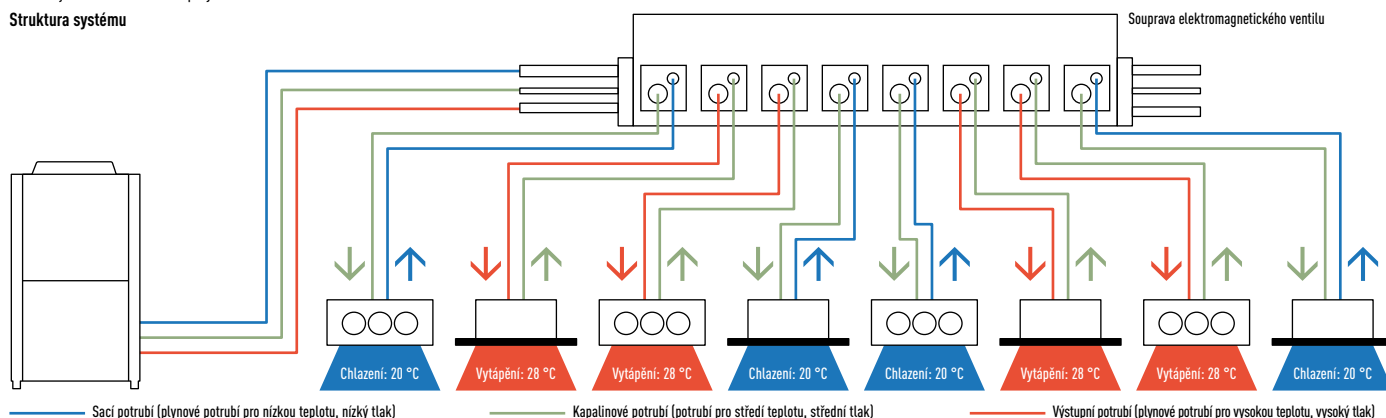 Struktura systému
Souprava elektromagnetického ventilu
Chlazení: 20 °C
Vytápění: 28 °C
Vytápění: 28 °C
Chlazení: 20 °C
Chlazení: 20 °C
Vytápění: 28 °C
Vytápění: 28 °C
Chlazení: 20 °C
Sací potrubí (plynové potrubí pro nízkou teplotu, nízký tlak)
Kapalinové potrubí (potrubí pro středí teplotu, střední tlak)
Výstupní potrubí (plynové potrubí pro vysokou teplotu, vysoký tlak)